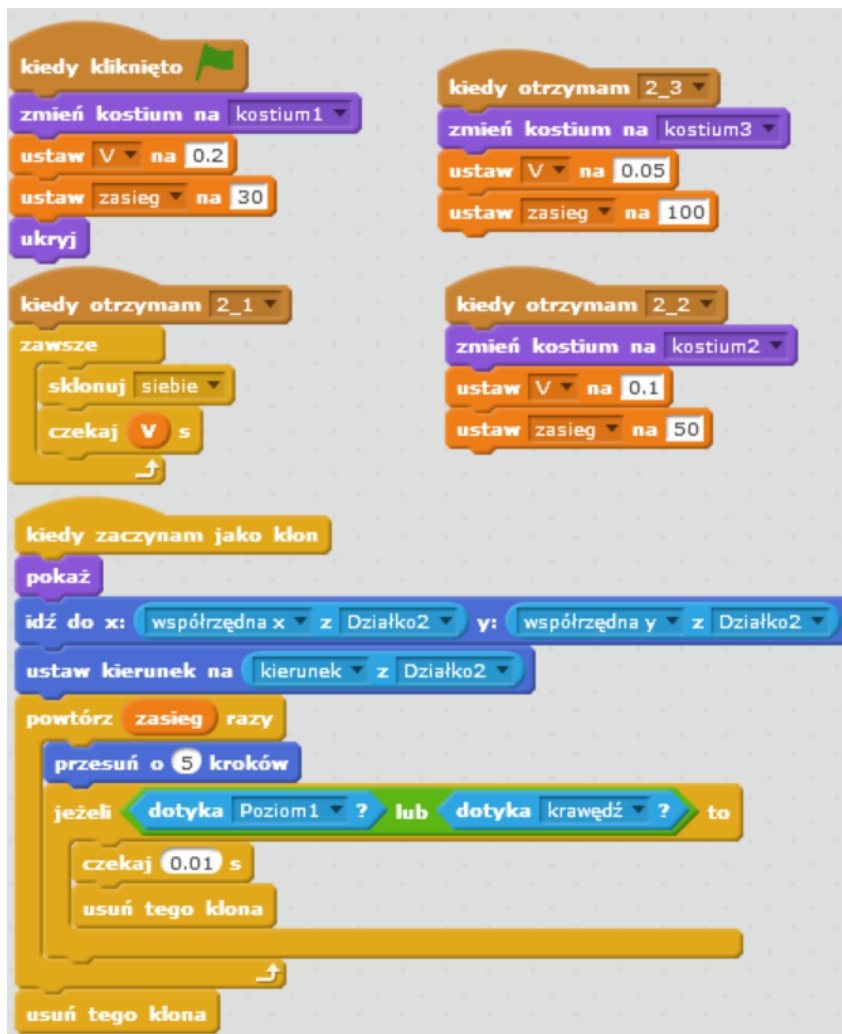 kiedy kliknięto
zmień kostium na kostium1
ustaw V na 0.2
ustaw zasieg na 30
ukryj
kiedy otrzymam 2_3
zmień kostium na kostium3
ustaw V na 0.05
ustaw zasieg na 100
kiedy otrzymam 2_1
zawsze
sklonuj siebie
czekaj V s
kiedy otrzymam 2_2
zmień kostium na kostium2
ustaw V na 0.1
ustaw zasieg na 50
kiedy zaczynam jako klon
pokaż
idź do x: współrzędna x z Działko2 y: współrzędna y z Działko2
ustaw kierunek na kierunek z Działko2
powtórz zasieg razy
przesuń o 5 kroków
jeżeli dotyka Poziom1 ? lub dotyka krawędź ? to
czekaj 0.01 s
usuń tego klona
usuń tego klona